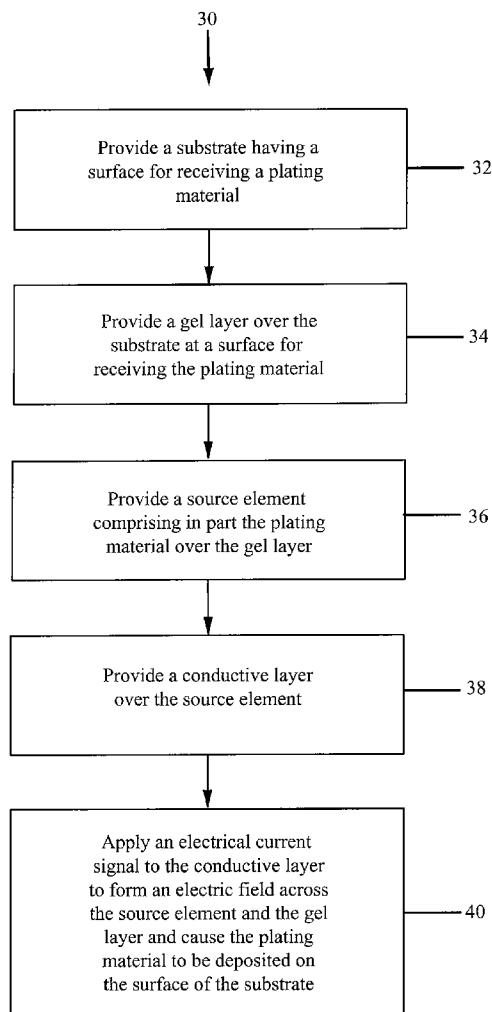 30
Provide a substrate having a
surface for receiving a plating
material
32
Provide a gel layer over the
substrate at a surface for
receiving the plating material
34
Provide a source element
comprising in part the plating
material over the gel layer
36
Provide a conductive layer
over the source element
38
Apply an electrical current
signal to the conductive layer
to form an electric field across
the source element and the gel
layer and cause the plating
material to be deposited on
the surface of the substrate
40